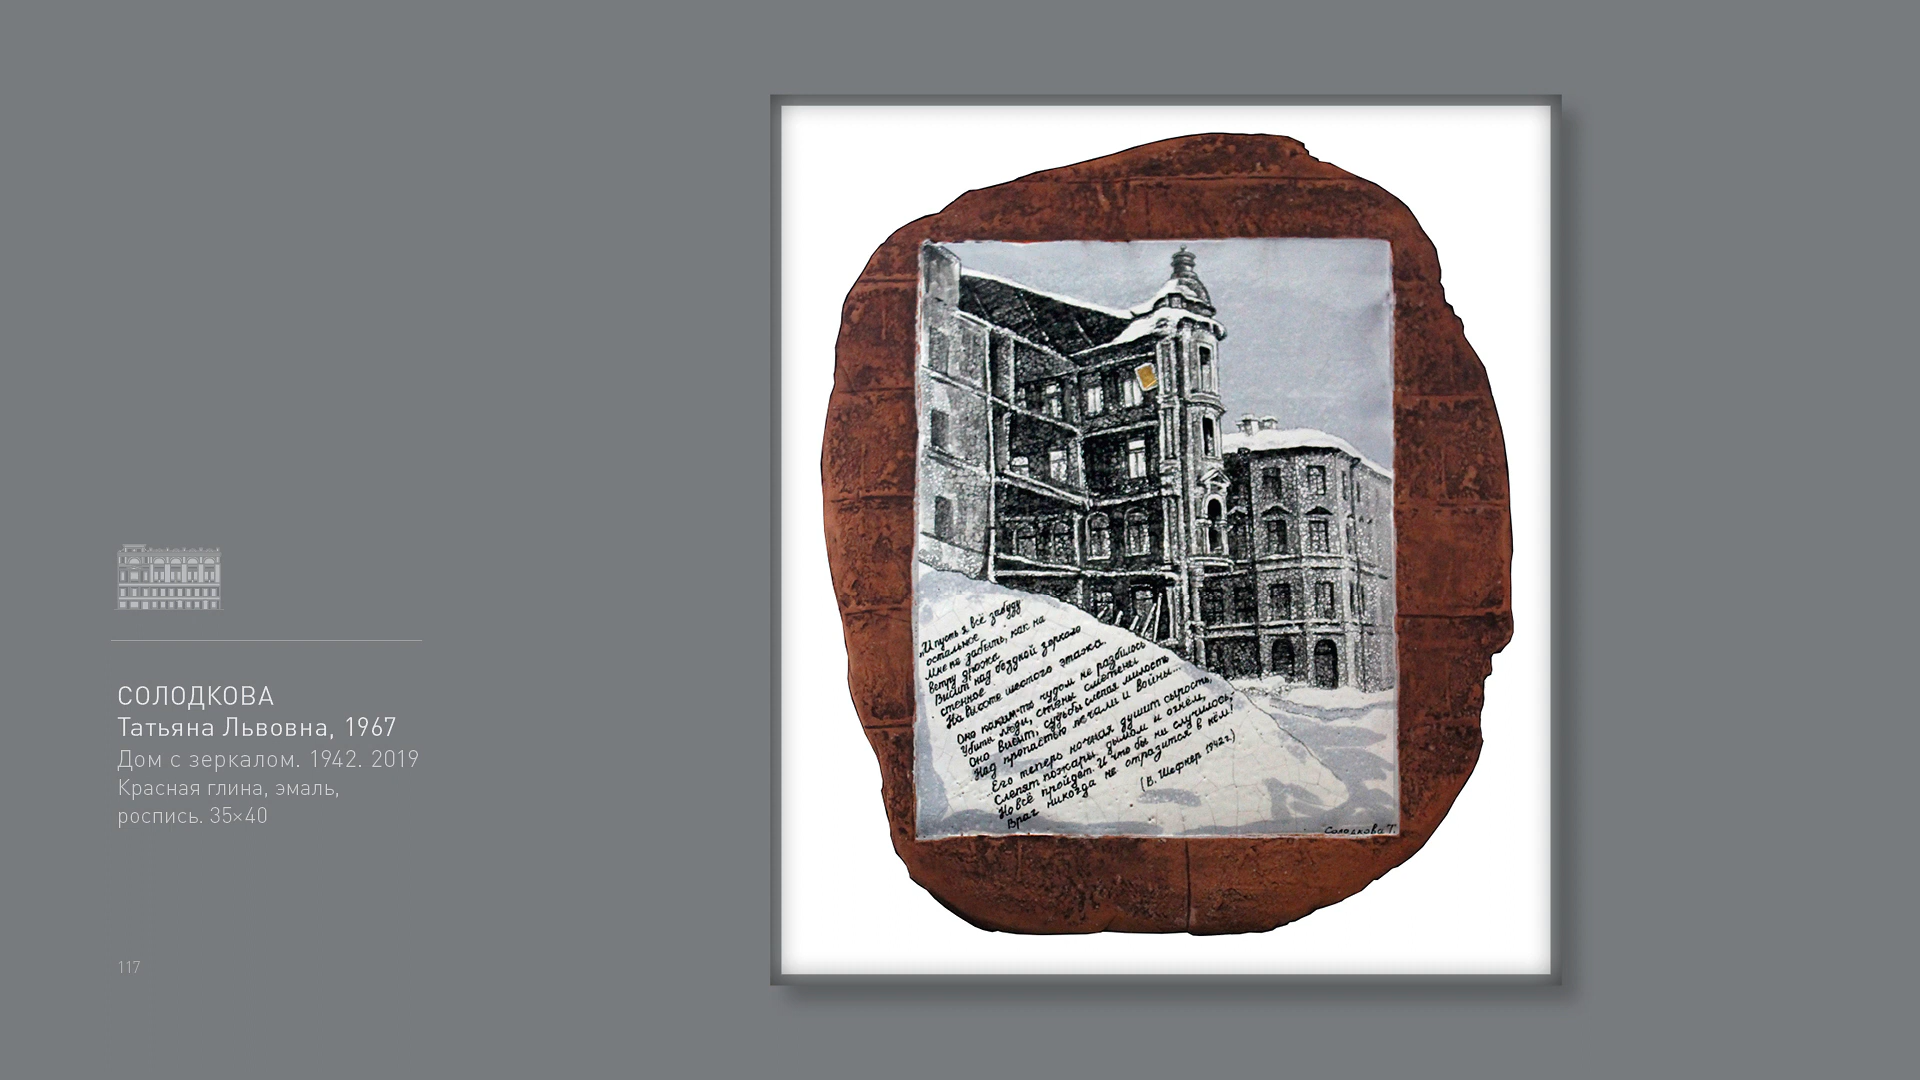 СОЛОДКОВА
Татьяна Львовна, 1967
Дом с зеркалом. 1942. 2019
Красная глина, эмаль,
роспись. 35×40
117
„И пусть я всё забуду
остальное
Мне не забыть, как на
ветру дрожа
Висит над бездной зеркало
стенное
На высоте шестого этажа.
Оно каким-то чудом не разбилось
Убиты люди, стены сметены
Оно висит, судьбы слепая милость
Над пропастью печали и войны...
Его теперь ночная душит сырость,
Слепят пожары дымом и огнём,
Но всё пройдёт. И что бы ни случилось,
Враг никогда не отразится в нём!
(В. Шефнер 1942г.)
Солодкова Т.